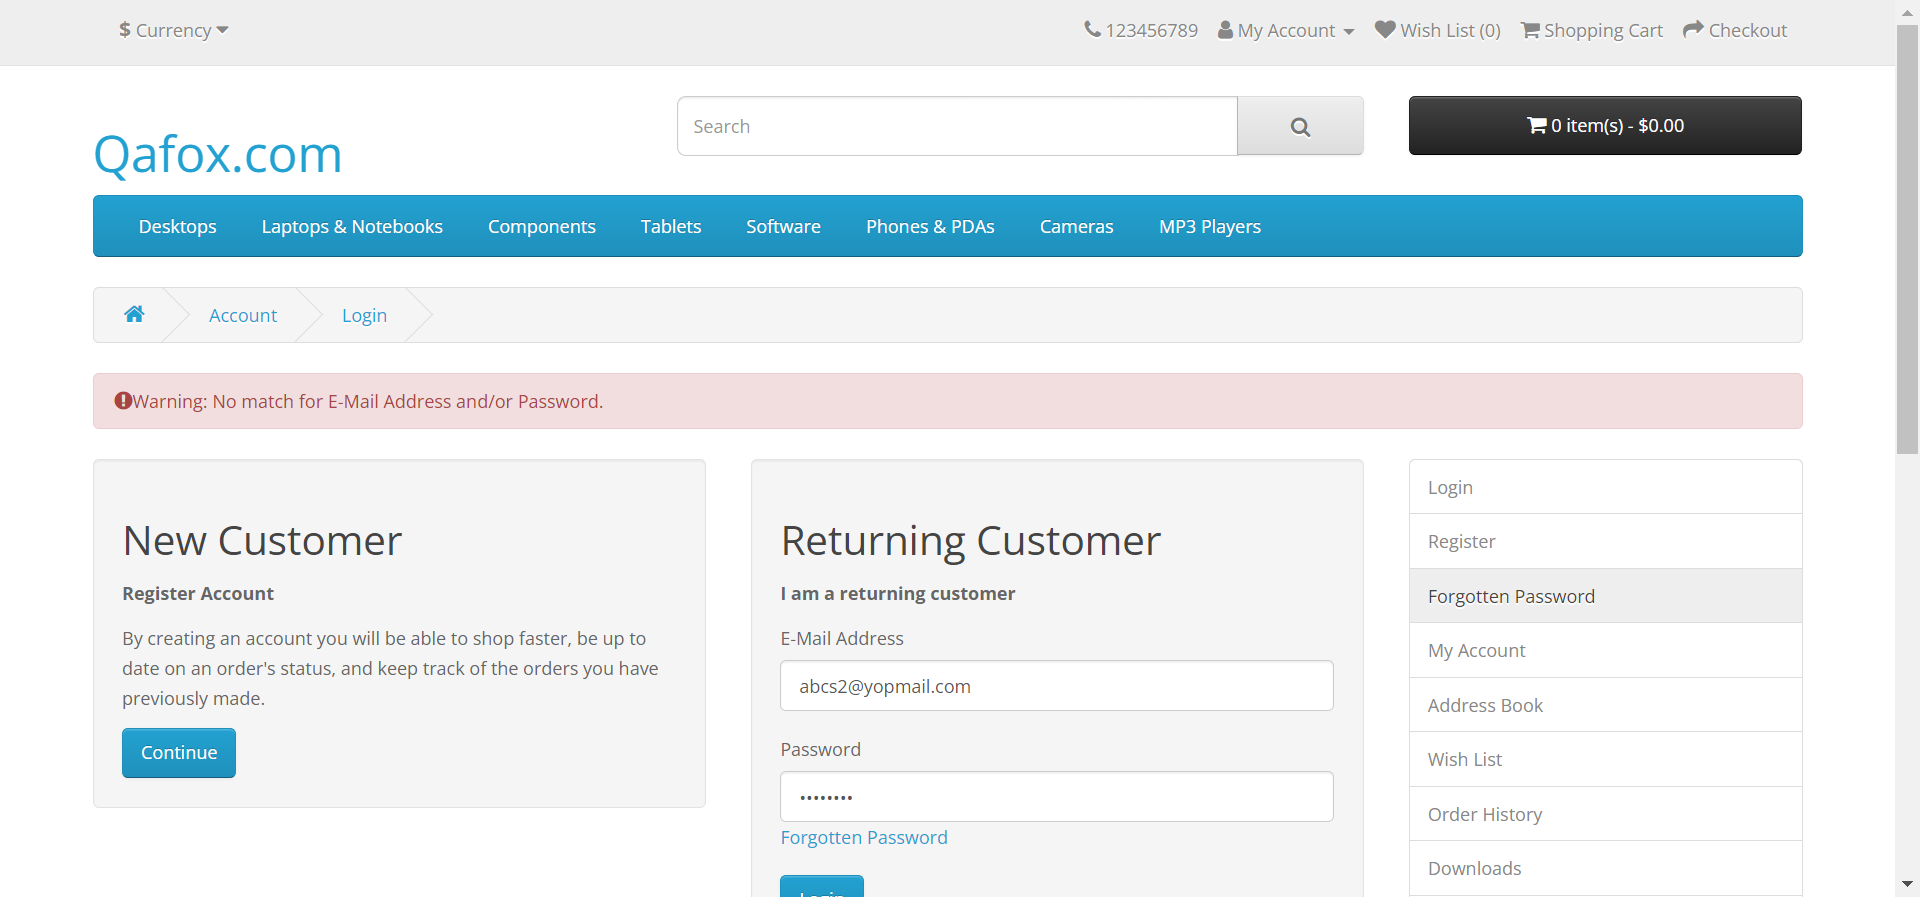 $ Currency
123456789 My Account Wish List (0) Shopping Cart Checkout
Qafox.com
Search
0 item(s) - $0.00
Desktops Laptops & Notebooks Components Tablets Software Phones & PDAs Cameras MP3 Players
Account Login
Warning: No match for E-Mail Address and/or Password.
New Customer
Register Account
By creating an account you will be able to shop faster, be up to
date on an order's status, and keep track of the orders you have
previously made.
Continue
Returning Customer
I am a returning customer
E-Mail Address
abcs2@yopmail.com
Password
••••••••
Forgotten Password
Login
Login
Register
Forgotten Password
My Account
Address Book
Wish List
Order History
Downloads